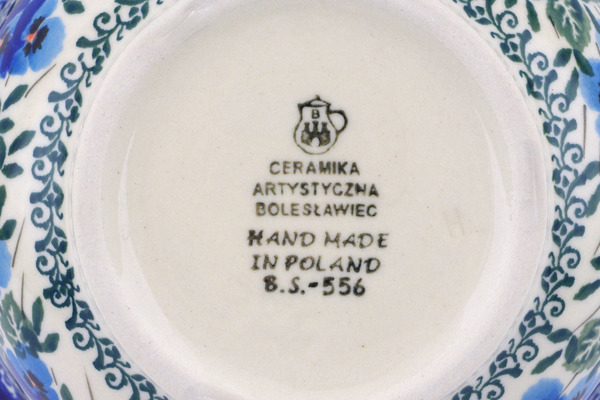 B
CERAMIKA
ARTYSTYCZNA
BOLESŁAWIEC
HAND MADE
IN POLAND
B.S.-556